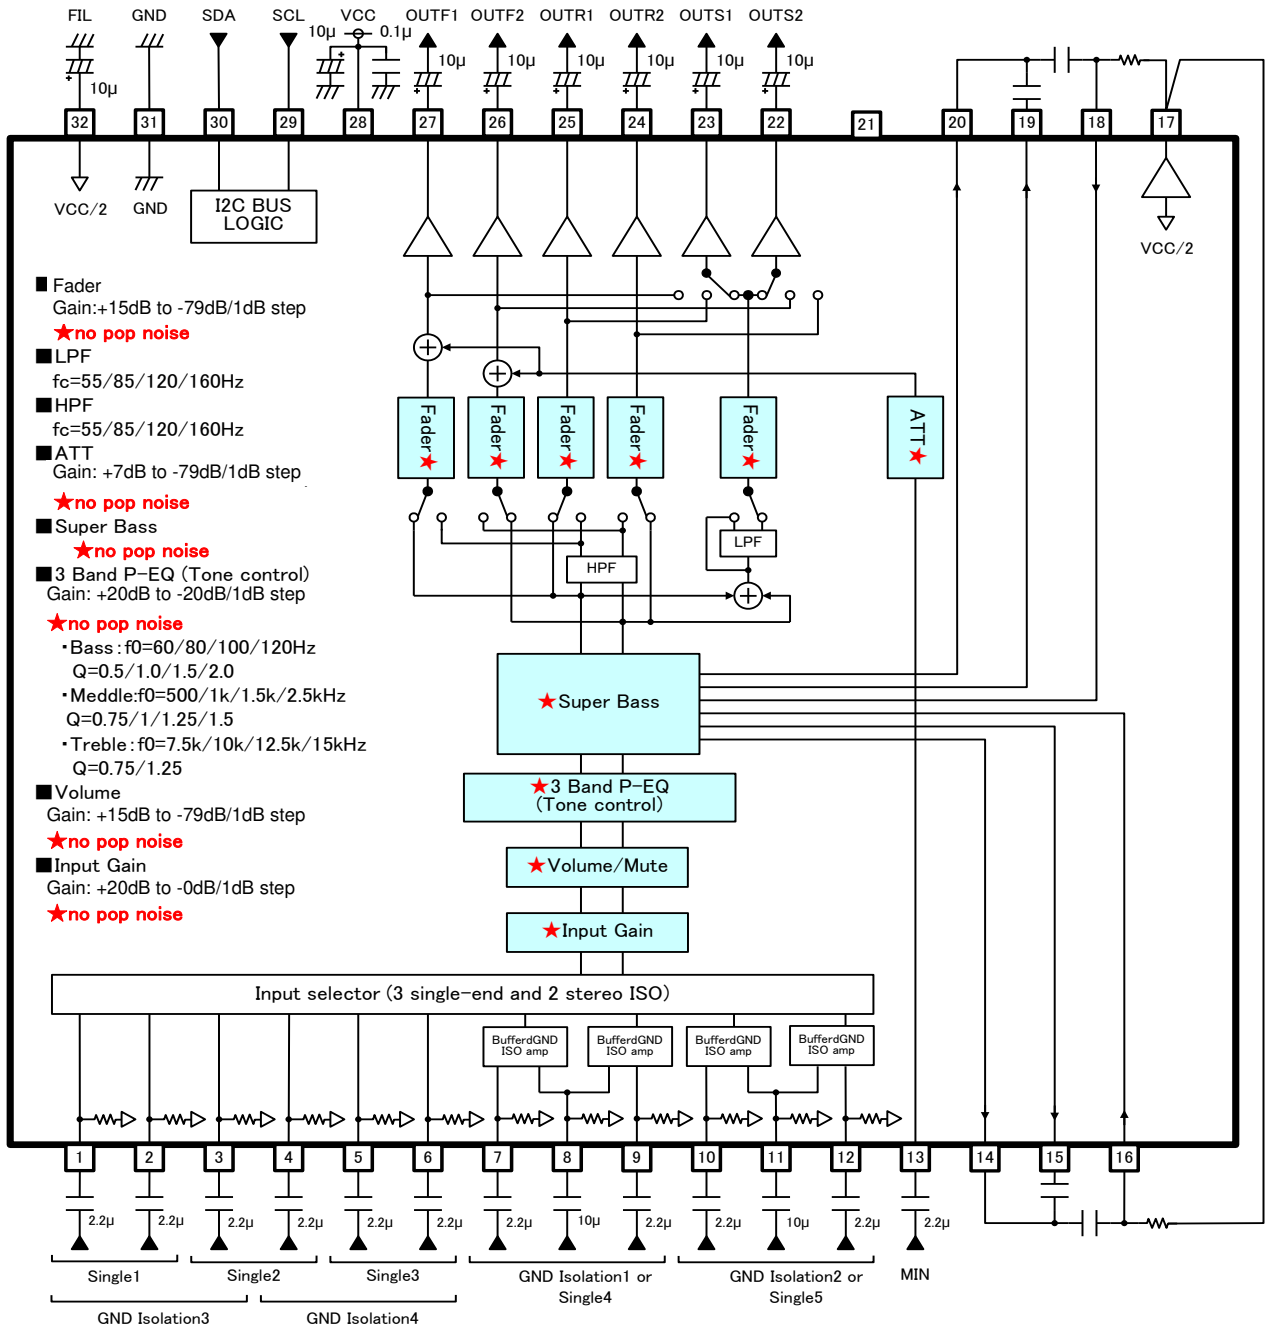 FIL GND SDA SCL VCC OUTF1 OUTF2 OUTR1 OUTR2 OUTS1 OUTS2
10μ 0.1μ
10μ 10μ 10μ 10μ 10μ 10μ 10μ
32 31 30 29 28 27 26 25 24 23 22 21 20 19 18 17
VCC/2 GND
I2C BUS
LOGIC
VCC/2
■ Fader
Gain:+15dB to -79dB/1dB step
★no pop noise
■LPF
fc=55/85/120/160Hz
■HPF
fc=55/85/120/160Hz
■ATT
Gain: +7dB to -79dB/1dB step
★no pop noise
■Super Bass
★no pop noise
■3 Band P-EQ (Tone control)
Gain: +20dB to -20dB/1dB step
★no pop noise
・Bass:f0=60/80/100/120Hz
Q=0.5/1.0/1.5/2.0
・Meddle:f0=500/1k/1.5k/2.5kHz
Q=0.75/1/1.25/1.5
・Treble:f0=7.5k/10k/12.5k/15kHz
Q=0.75/1.25
■Volume
Gain: +15dB to -79dB/1dB step
★no pop noise
■Input Gain
Gain: +20dB to -0dB/1dB step
★no pop noise
Fader★ Fader★ Fader★ Fader★ Fader★ ATT★
LPF
HPF
★Super Bass
★3 Band P-EQ
(Tone control)
★Volume/Mute
★Input Gain
Input selector (3 single-end and 2 stereo ISO)
BufferdGND
ISO amp
BufferdGND
ISO amp
BufferdGND
ISO amp
BufferdGND
ISO amp
1 2 3 4 5 6 7 8 9 10 11 12 13 14 15 16
2.2μ 2.2μ 2.2μ 2.2μ 2.2μ 2.2μ 2.2μ 10μ 2.2μ 2.2μ 10μ 2.2μ 2.2μ
Single1 Single2 Single3
GND Isolation1 or
Single4
GND Isolation2 or
Single5
MIN
GND Isolation3 GND Isolation4